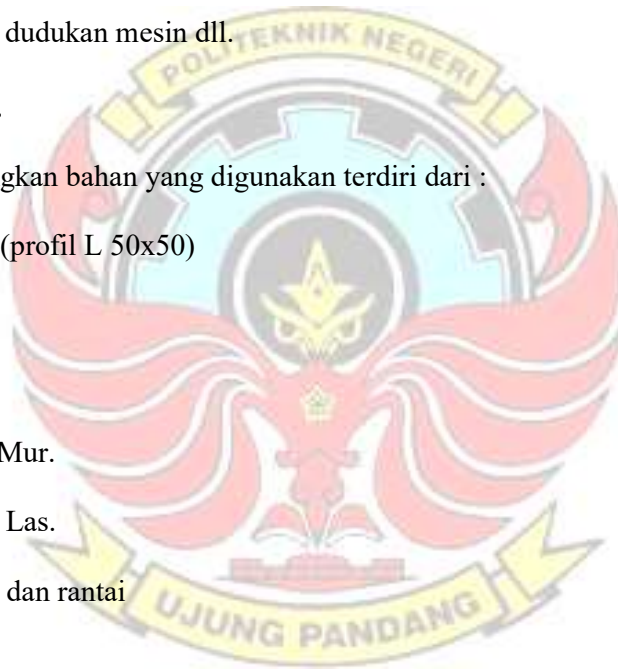 dudukan mesin dll.
POLITEKNIK NEGERI
gkan bahan yang digunakan terdiri dari :
(profil L 50x50)
Mur.
Las.
dan rantai
UJUNG PANDANG